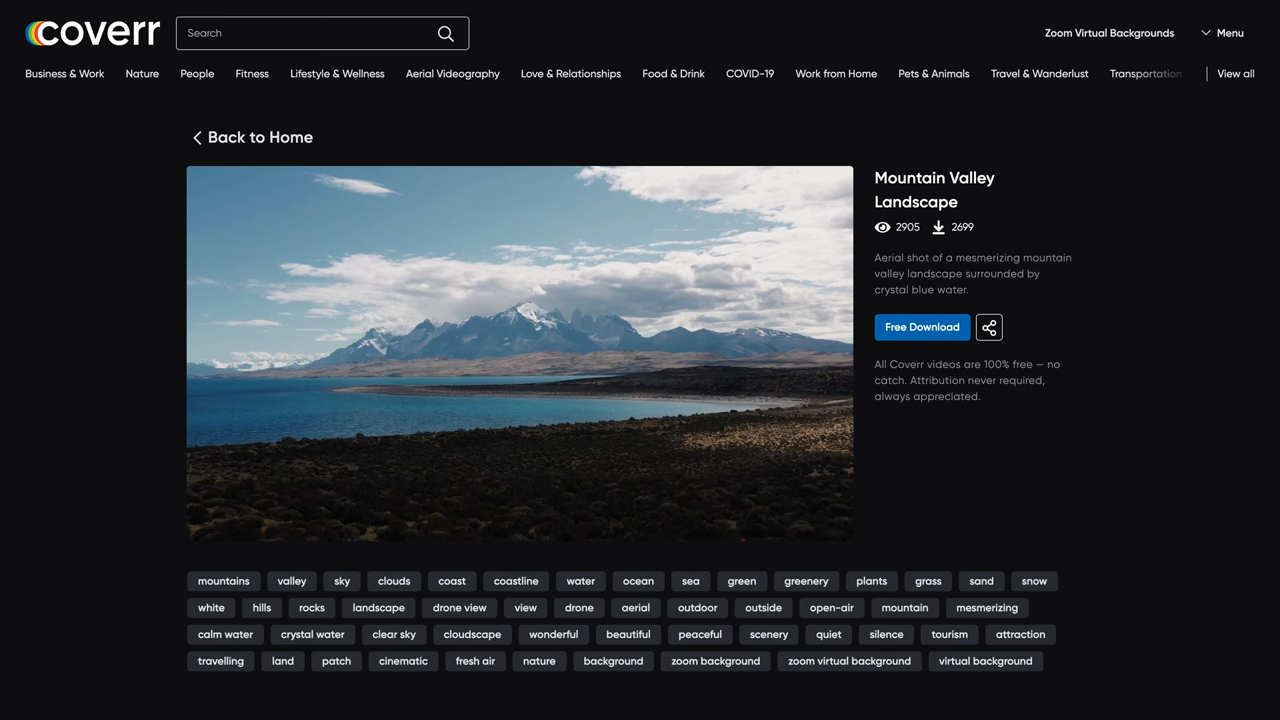 coverr Search Zoom Virtual Backgrounds Menu
Business & Work Nature People Fitness Lifestyle & Wellness Aerial Videography Love & Relationships Food & Drink COVID-19 Work from Home Pets & Animals Travel & Wanderlust Transportation View all
Back to Home
Mountain Valley
Landscape
2905 2699
Aerial shot of a mesmerizing mountain
valley landscape surrounded by
crystal blue water.
Free Download
All Coverr videos are 100% free — no
catch. Attribution never required,
always appreciated.
mountains valley sky clouds coast coastline water ocean sea green greenery plants grass sand snow
white hills rocks landscape drone view view drone aerial outdoor outside open-air mountain mesmerizing
calm water crystal water clear sky cloudscape wonderful beautiful peaceful scenery quiet silence tourism attraction
travelling land patch cinematic fresh air nature background zoom background zoom virtual background virtual background